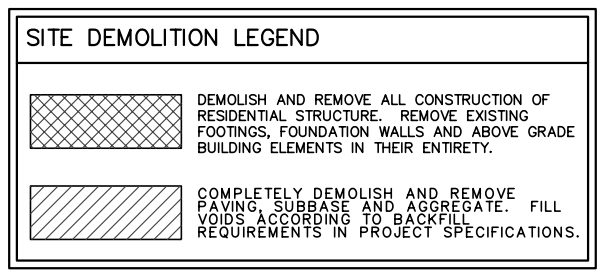 SITE DEMOLITION LEGEND
DEMOLISH AND REMOVE ALL CONSTRUCTION OF
RESIDENTIAL STRUCTURE. REMOVE EXISTING
FOOTINGS, FOUNDATION WALLS AND ABOVE GRADE
BUILDING ELEMENTS IN THEIR ENTIRETY.
COMPLETELY DEMOLISH AND REMOVE
PAVING, SUBBASE AND AGGREGATE. FILL
VOIDS ACCORDING TO BACKFILL
REQUIREMENTS IN PROJECT SPECIFICATIONS.